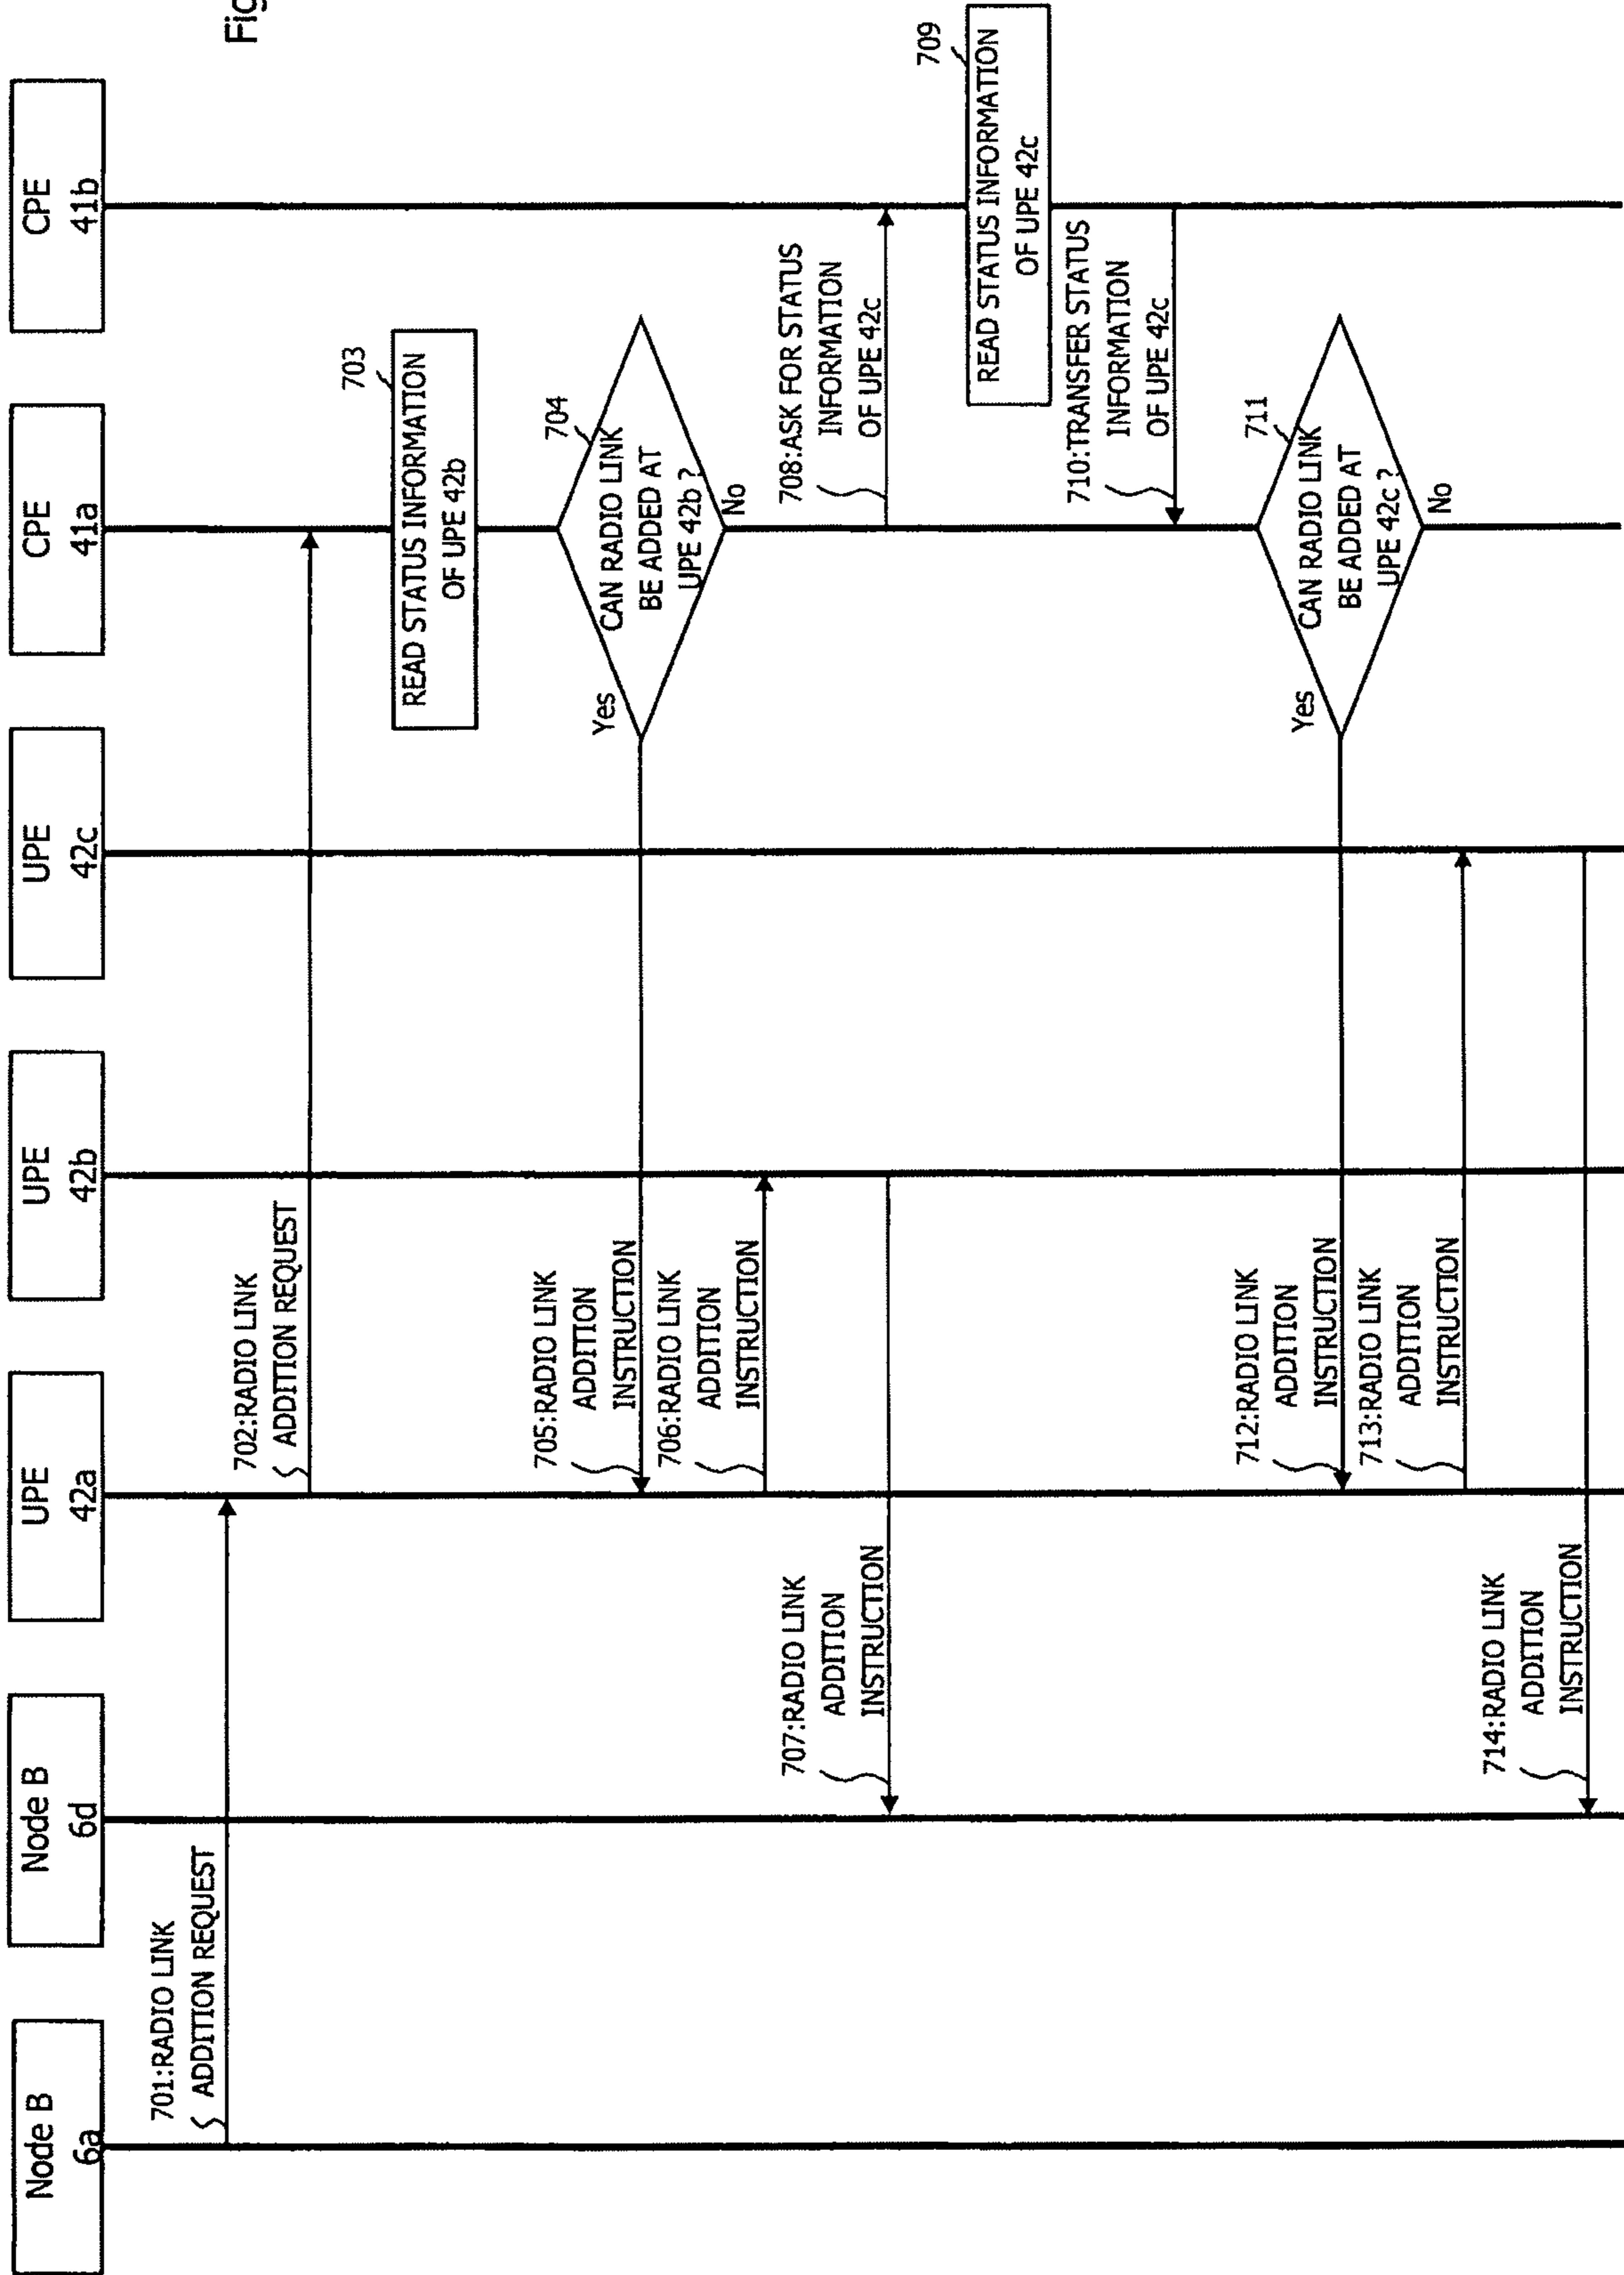 Fig
Node B
6a
Node B
6d
UPE
42a
UPE
42b
UPE
42c
CPE
41a
CPE
41b
701:RADIO LINK
ADDITION REQUEST
702:RADIO LINK
ADDITION REQUEST
703
READ STATUS INFORMATION
OF UPE 42b
704
CAN RADIO LINK
BE ADDED AT
UPE 42b ?
Yes
No
705:RADIO LINK
ADDITION
INSTRUCTION
706:RADIO LINK
ADDITION
INSTRUCTION
707:RADIO LINK
ADDITION
INSTRUCTION
708:ASK FOR STATUS
INFORMATION
OF UPE 42c
709
READ STATUS INFORMATION
OF UPE 42c
710:TRANSFER STATUS
INFORMATION
OF UPE 42c
711
CAN RADIO LINK
BE ADDED AT
UPE 42c ?
Yes
No
712:RADIO LINK
ADDITION
INSTRUCTION
713:RADIO LINK
ADDITION
INSTRUCTION
714:RADIO LINK
ADDITION
INSTRUCTION